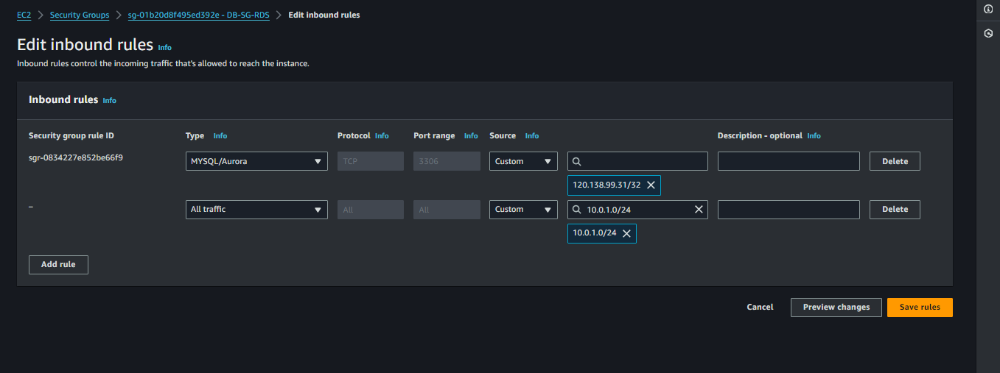 EC2 > Security Groups > sg-01b20d8f495ed392e - DB-SG-RDS > Edit inbound rules
Edit inbound rules Info
Inbound rules control the incoming traffic that's allowed to reach the instance.
Inbound rules Info
Security group rule ID Type Info Protocol Info Port range Info Source Info Description - optional Info
sgr-0834227e852be66f9 MYSQL/Aurora TCP 3306 Custom Delete
120.138.99.31/32
– All traffic All All Custom 10.0.1.0/24 Delete
10.0.1.0/24
Add rule
Cancel Preview changes Save rules